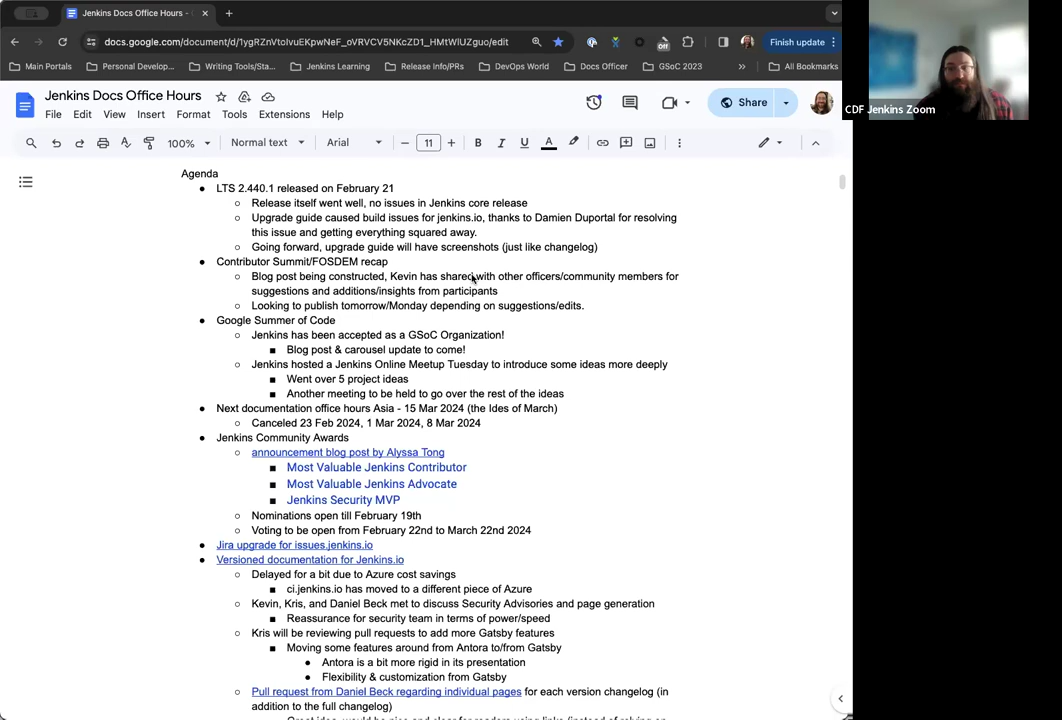 Jenkins Docs Office Hours -
Finish update
docs.google.com/document/d/1ygRZnVtoIvuEKpwNeF_oVRVCV5NKcZD1_HMtWlUZguo/edit
Off
Main Portals
Personal Develop...
Writing Tools/Sta...
Jenkins Learning
Release Info/PRs
DevOps World
Docs Officer
GSoC 2023
»
All Bookmarks
Jenkins Docs Office Hours
File Edit View Insert Format Tools Extensions Help
Share
CDF Jenkins Zoom
100% Normal text Arial 11 B I U A
Agenda
● LTS 2.440.1 released on February 21
○ Release itself went well, no issues in Jenkins core release
○ Upgrade guide caused build issues for jenkins.io, thanks to Damien Duportal for resolving
this issue and getting everything squared away.
○ Going forward, upgrade guide will have screenshots (just like changelog)
● Contributor Summit/FOSDEM recap
○ Blog post being constructed, Kevin has shared with other officers/community members for
suggestions and additions/insights from participants
○ Looking to publish tomorrow/Monday depending on suggestions/edits.
● Google Summer of Code
○ Jenkins has been accepted as a GSoC Organization!
■ Blog post & carousel update to come!
○ Jenkins hosted a Jenkins Online Meetup Tuesday to introduce some ideas more deeply
■ Went over 5 project ideas
■ Another meeting to be held to go over the rest of the ideas
● Next documentation office hours Asia - 15 Mar 2024 (the Ides of March)
○ Canceled 23 Feb 2024, 1 Mar 2024, 8 Mar 2024
● Jenkins Community Awards
○ announcement blog post by Alyssa Tong
■ Most Valuable Jenkins Contributor
■ Most Valuable Jenkins Advocate
■ Jenkins Security MVP
○ Nominations open till February 19th
○ Voting to be open from February 22nd to March 22nd 2024
● Jira upgrade for issues.jenkins.io
● Versioned documentation for Jenkins.io
○ Delayed for a bit due to Azure cost savings
■ ci.jenkins.io has moved to a different piece of Azure
○ Kevin, Kris, and Daniel Beck met to discuss Security Advisories and page generation
■ Reassurance for security team in terms of power/speed
○ Kris will be reviewing pull requests to add more Gatsby features
■ Moving some features around from Antora to/from Gatsby
● Antora is a bit more rigid in its presentation
● Flexibility & customization from Gatsby
○ Pull request from Daniel Beck regarding individual pages for each version changelog (in
addition to the full changelog)